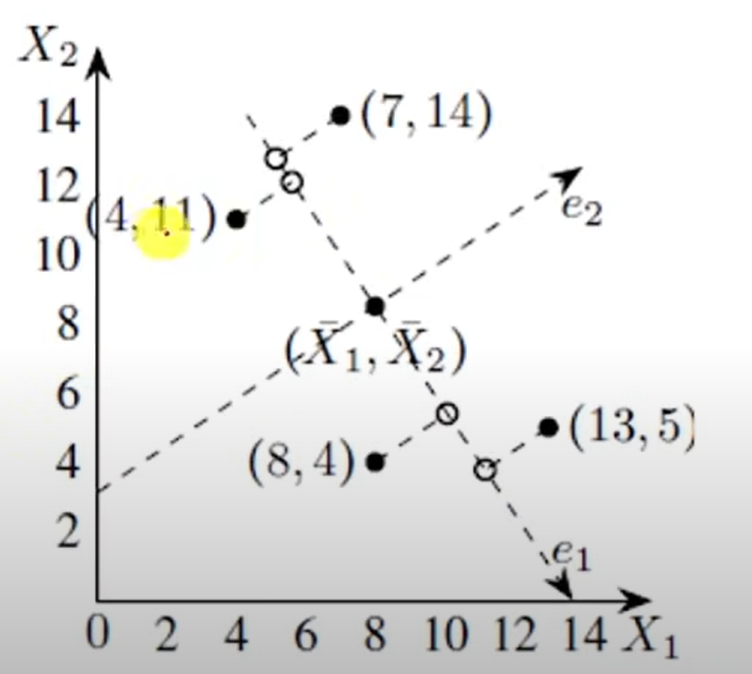 X₂
14
(7, 14)
12
(4, 11)
e₂
10
8
(X̄₁, X̄₂)
6
(13, 5)
4
(8, 4)
2
e₁
0 2 4 6 8 10 12 14 X₁